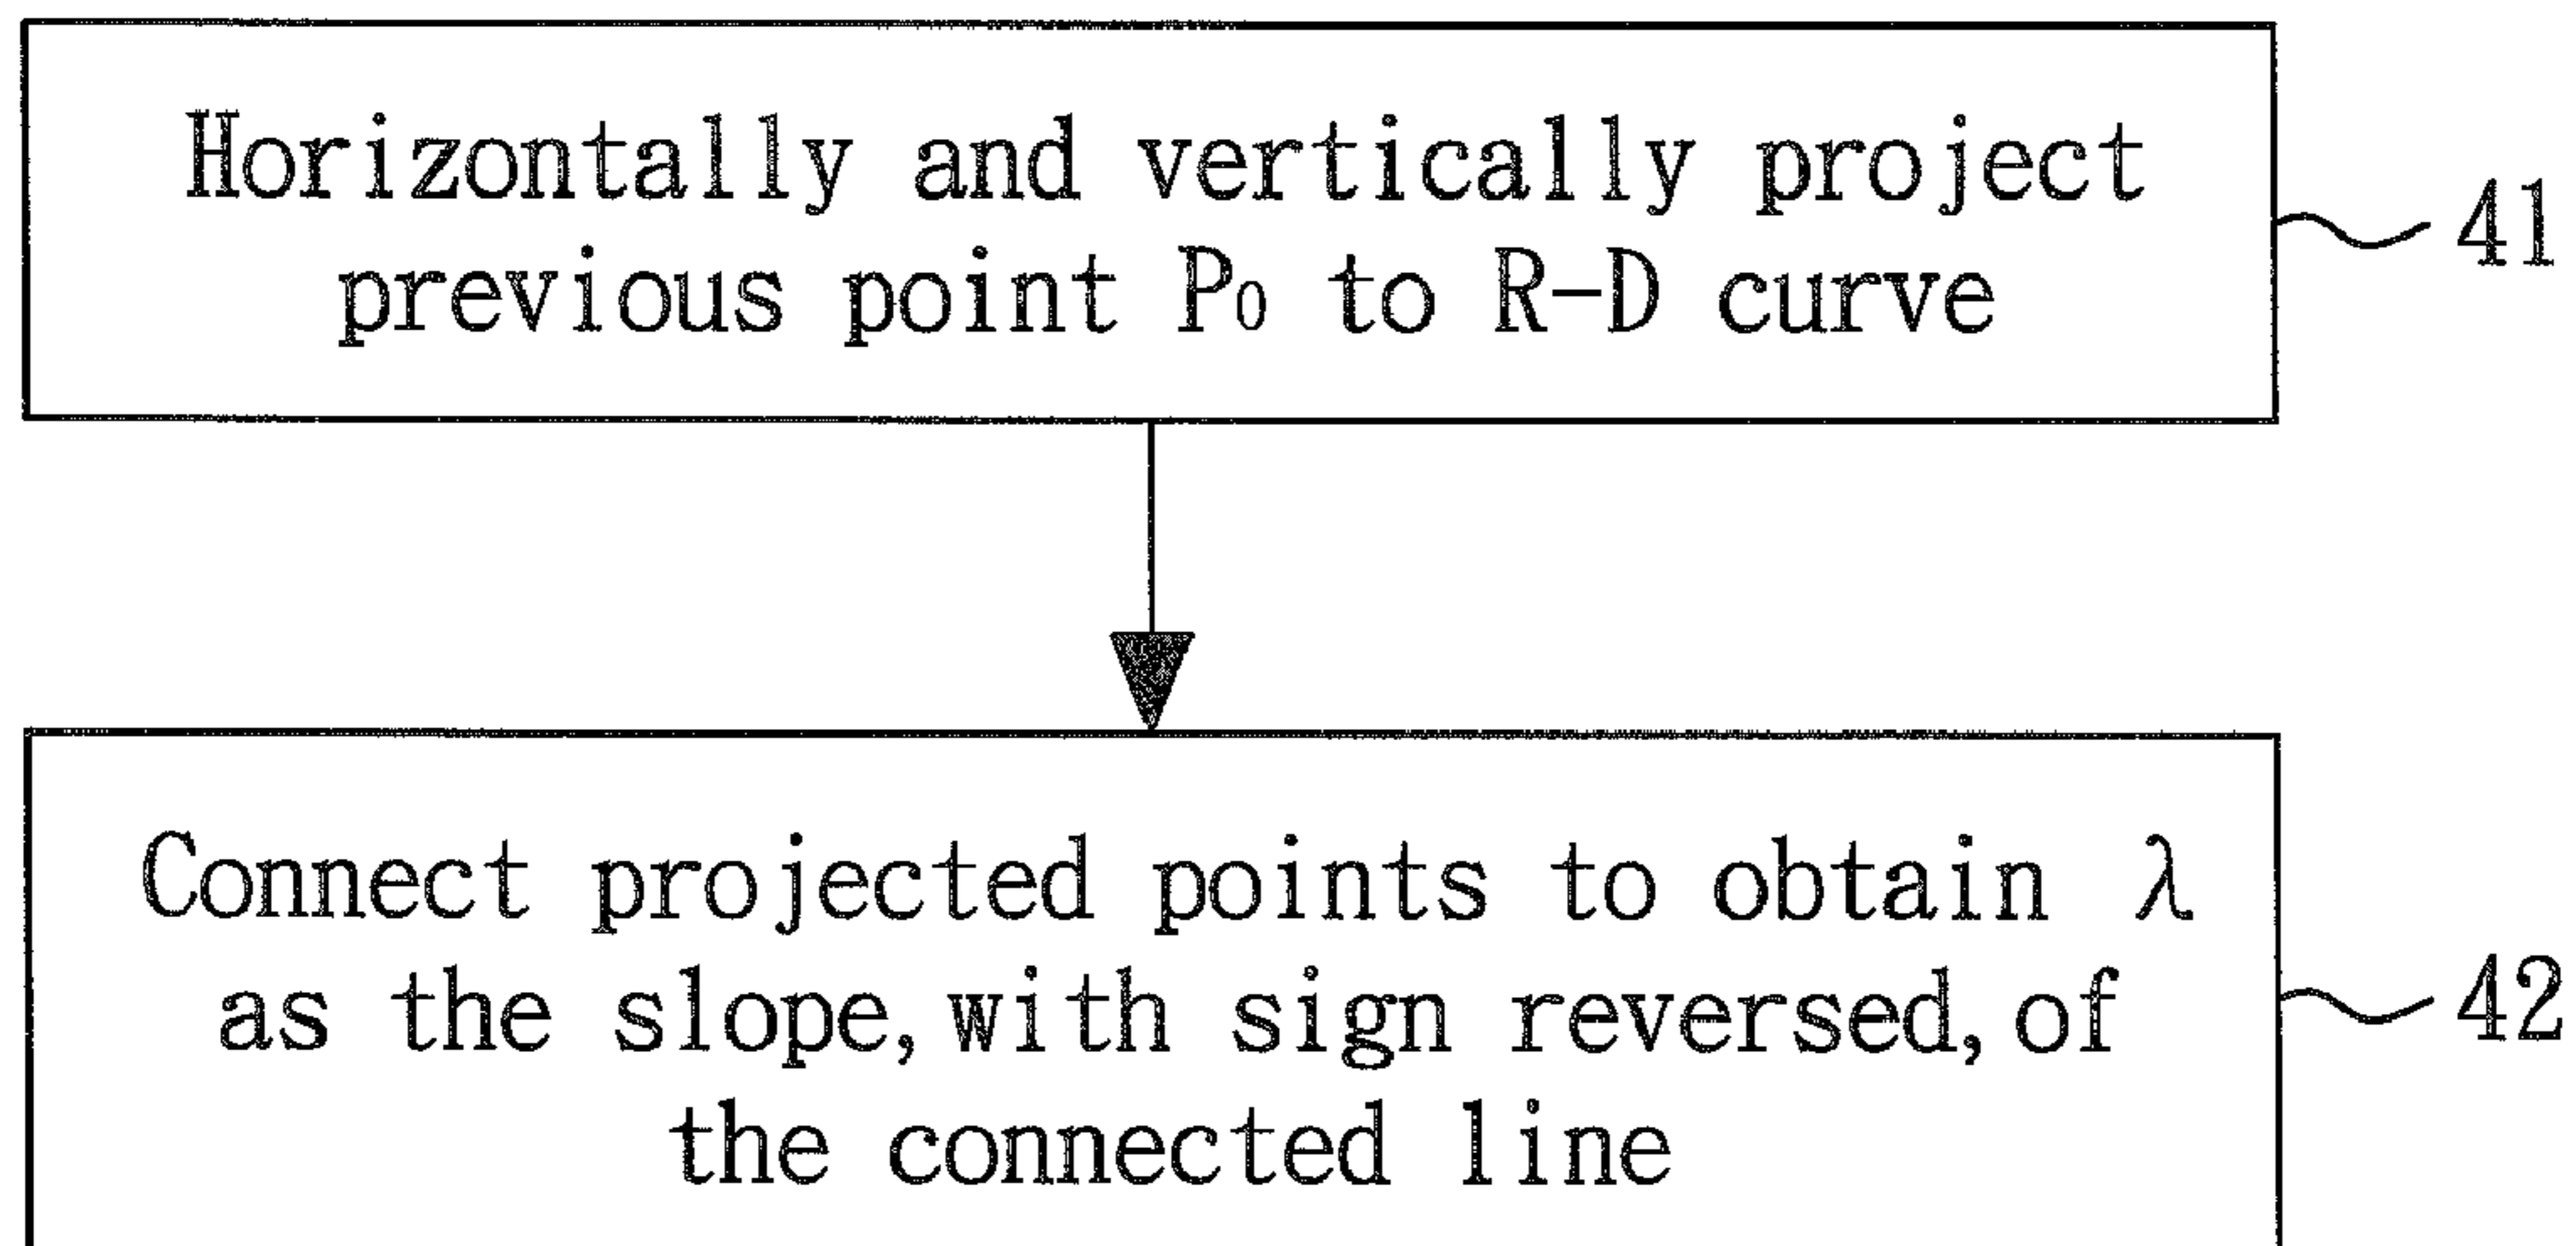 Horizontally and vertically project
previous point P₀ to R-D curve
41
Connect projected points to obtain λ
as the slope, with sign reversed, of
the connected line
42